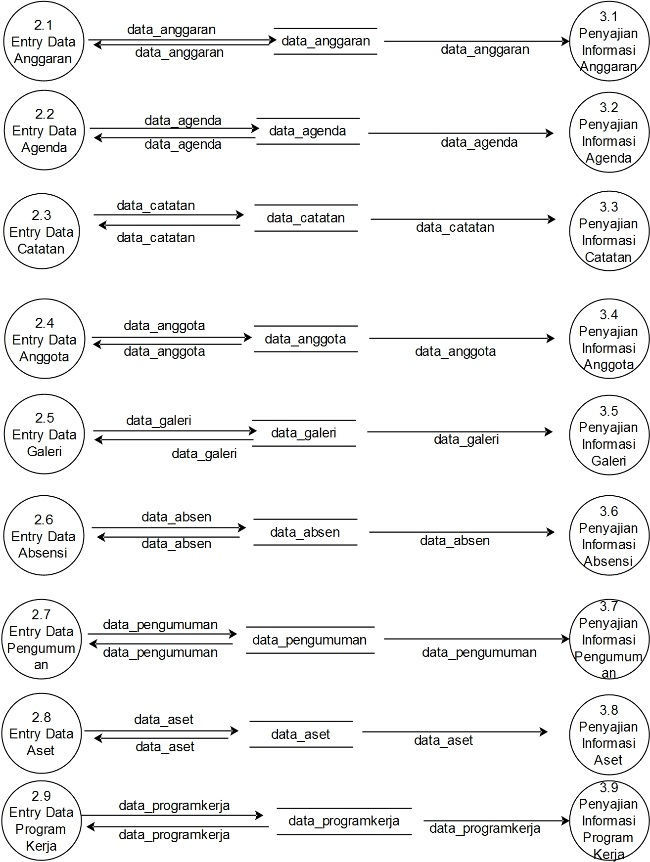 2.1
Entry Data
Anggaran
data_anggaran
data_anggaran
data_anggaran
data_anggaran
3.1
Penyajian
Informasi
Anggaran
2.2
Entry Data
Agenda
data_agenda
data_agenda
data_agenda
data_agenda
3.2
Penyajian
Informasi
Agenda
2.3
Entry Data
Catatan
data_catatan
data_catatan
data_catatan
data_catatan
3.3
Penyajian
Informasi
Catatan
2.4
Entry Data
Anggota
data_anggota
data_anggota
data_anggota
data_anggota
3.4
Penyajian
Informasi
Anggota
2.5
Entry Data
Galeri
data_galeri
data_galeri
data_galeri
data_galeri
3.5
Penyajian
Informasi
Galeri
2.6
Entry Data
Absensi
data_absen
data_absen
data_absen
data_absen
3.6
Penyajian
Informasi
Absensi
2.7
Entry Data
Pengumum
an
data_pengumuman
data_pengumuman
data_pengumuman
data_pengumuman
3.7
Penyajian
Informasi
Pengumum
an
2.8
Entry Data
Aset
data_aset
data_aset
data_aset
data_aset
3.8
Penyajian
Informasi
Aset
2.9
Entry Data
Program
Kerja
data_programkerja
data_programkerja
data_programkerja
data_programkerja
3.9
Penyajian
Informasi
Program
Kerja